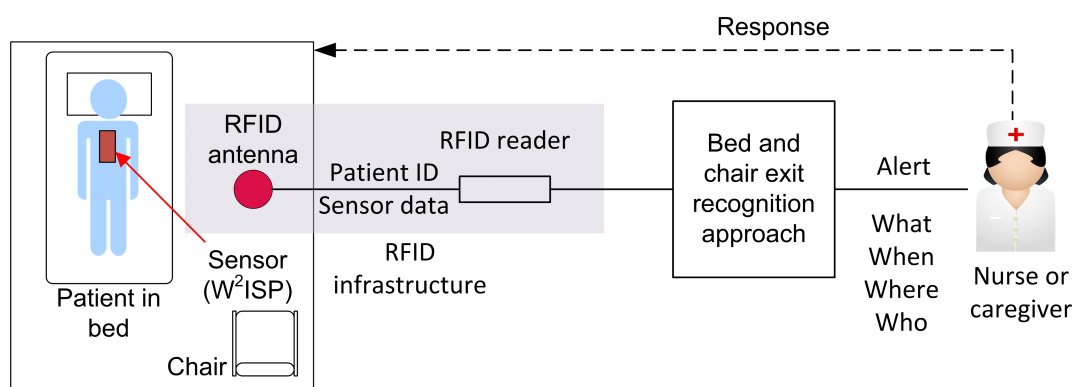 Response
RFID
antenna
RFID reader
Patient ID
Sensor data
RFID
infrastructure
Sensor
(W²ISP)
Patient in
bed
Chair
Bed and
chair exit
recognition
approach
Alert
What
When
Where
Who
Nurse or
caregiver